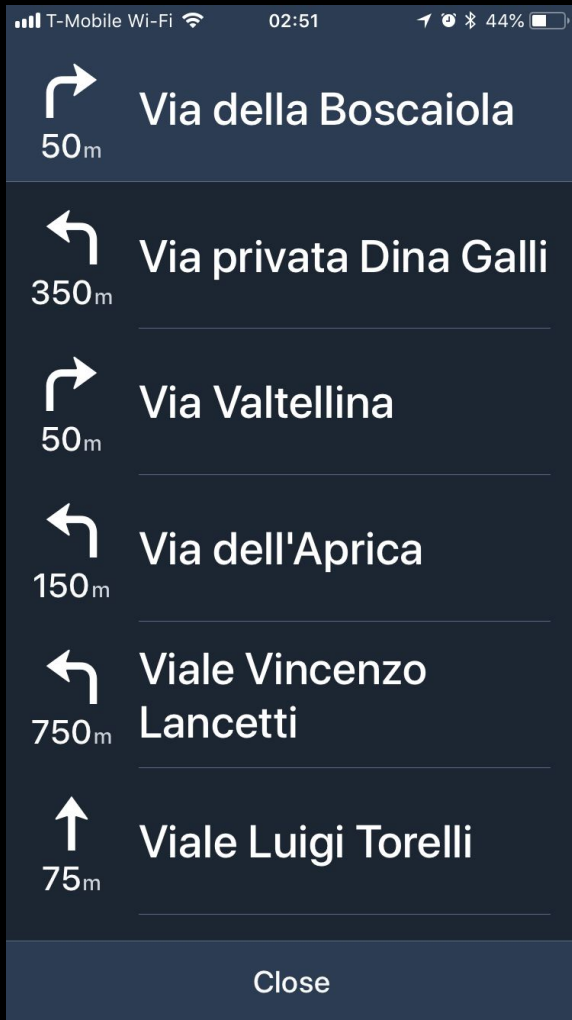 T-Mobile Wi-Fi 02:51 44%
Via della Boscaiola
50m
Via privata Dina Galli
350m
Via Valtellina
50m
Via dell'Aprica
150m
Viale Vincenzo
Lancetti
750m
Viale Luigi Torelli
75m
Close